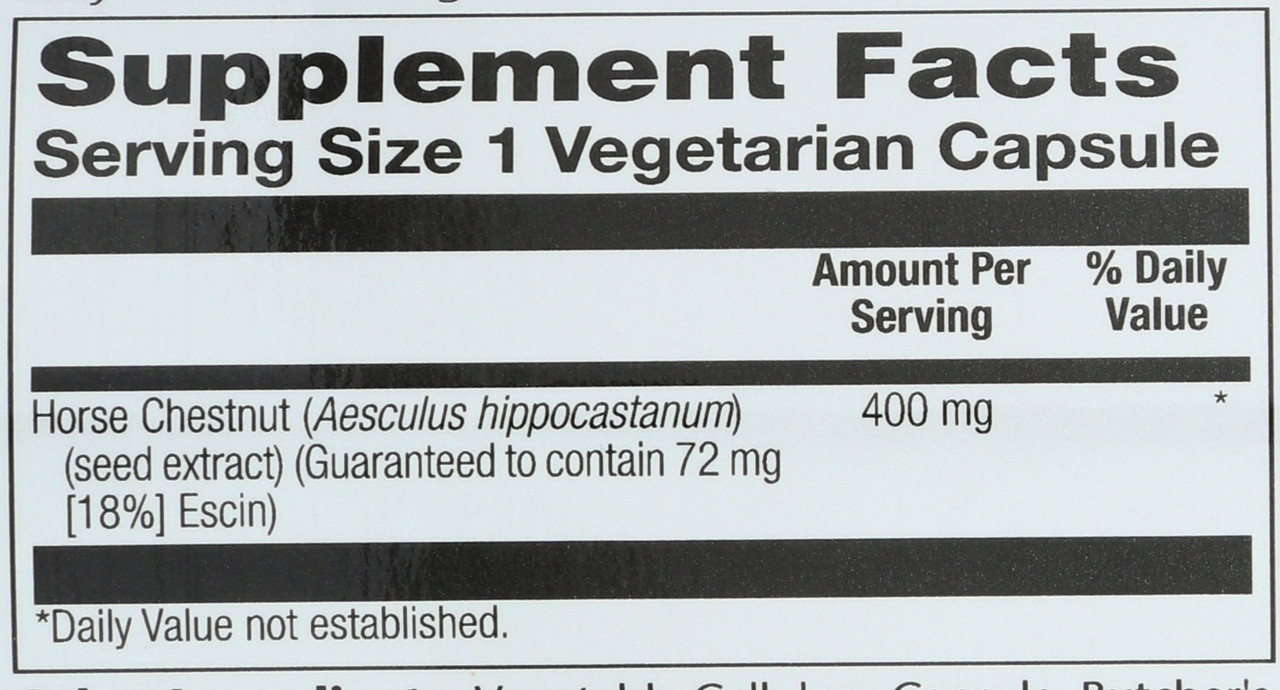 Supplement Facts
Serving Size 1 Vegetarian Capsule
Amount Per % Daily
Serving Value
Horse Chestnut (Aesculus hippocastanum) 400 mg *
(seed extract) (Guaranteed to contain 72 mg
[18%] Escin)
*Daily Value not established.